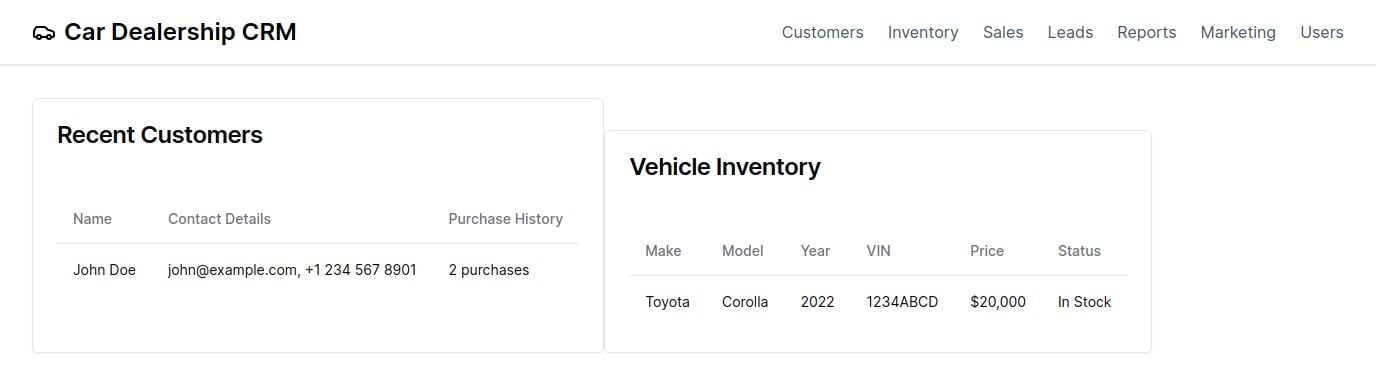 Car Dealership CRM
Customers Inventory Sales Leads Reports Marketing Users
Recent Customers
Name Contact Details Purchase History
John Doe john@example.com, +1 234 567 8901 2 purchases
Vehicle Inventory
Make Model Year VIN Price Status
Toyota Corolla 2022 1234ABCD $20,000 In Stock